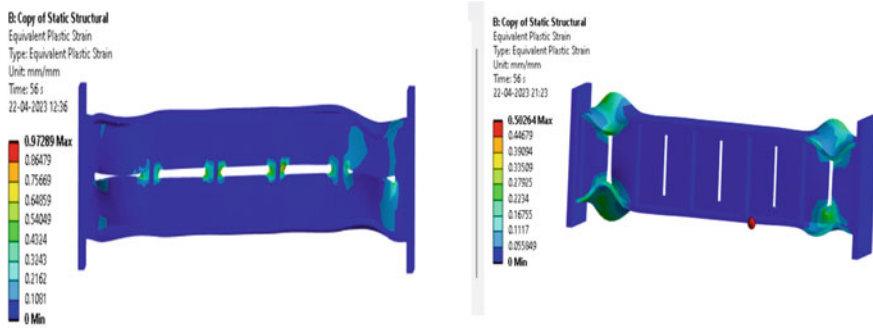 B: Copy of Static Structural
Equivalent Plastic Strain
Type: Equivalent Plastic Strain
Unit: mm/mm
Time: 56 s
22-04-2023 12:36
0.97289 Max
0.86479
0.75669
0.64859
0.54049
0.4324
0.3243
0.2162
0.1081
0 Min
B: Copy of Static Structural
Equivalent Plastic Strain
Type: Equivalent Plastic Strain
Unit: mm/mm
Time: 56 s
22-04-2023 21:23
0.50264 Max
0.44679
0.39094
0.33509
0.27925
0.2234
0.16755
0.1117
0.055849
0 Min